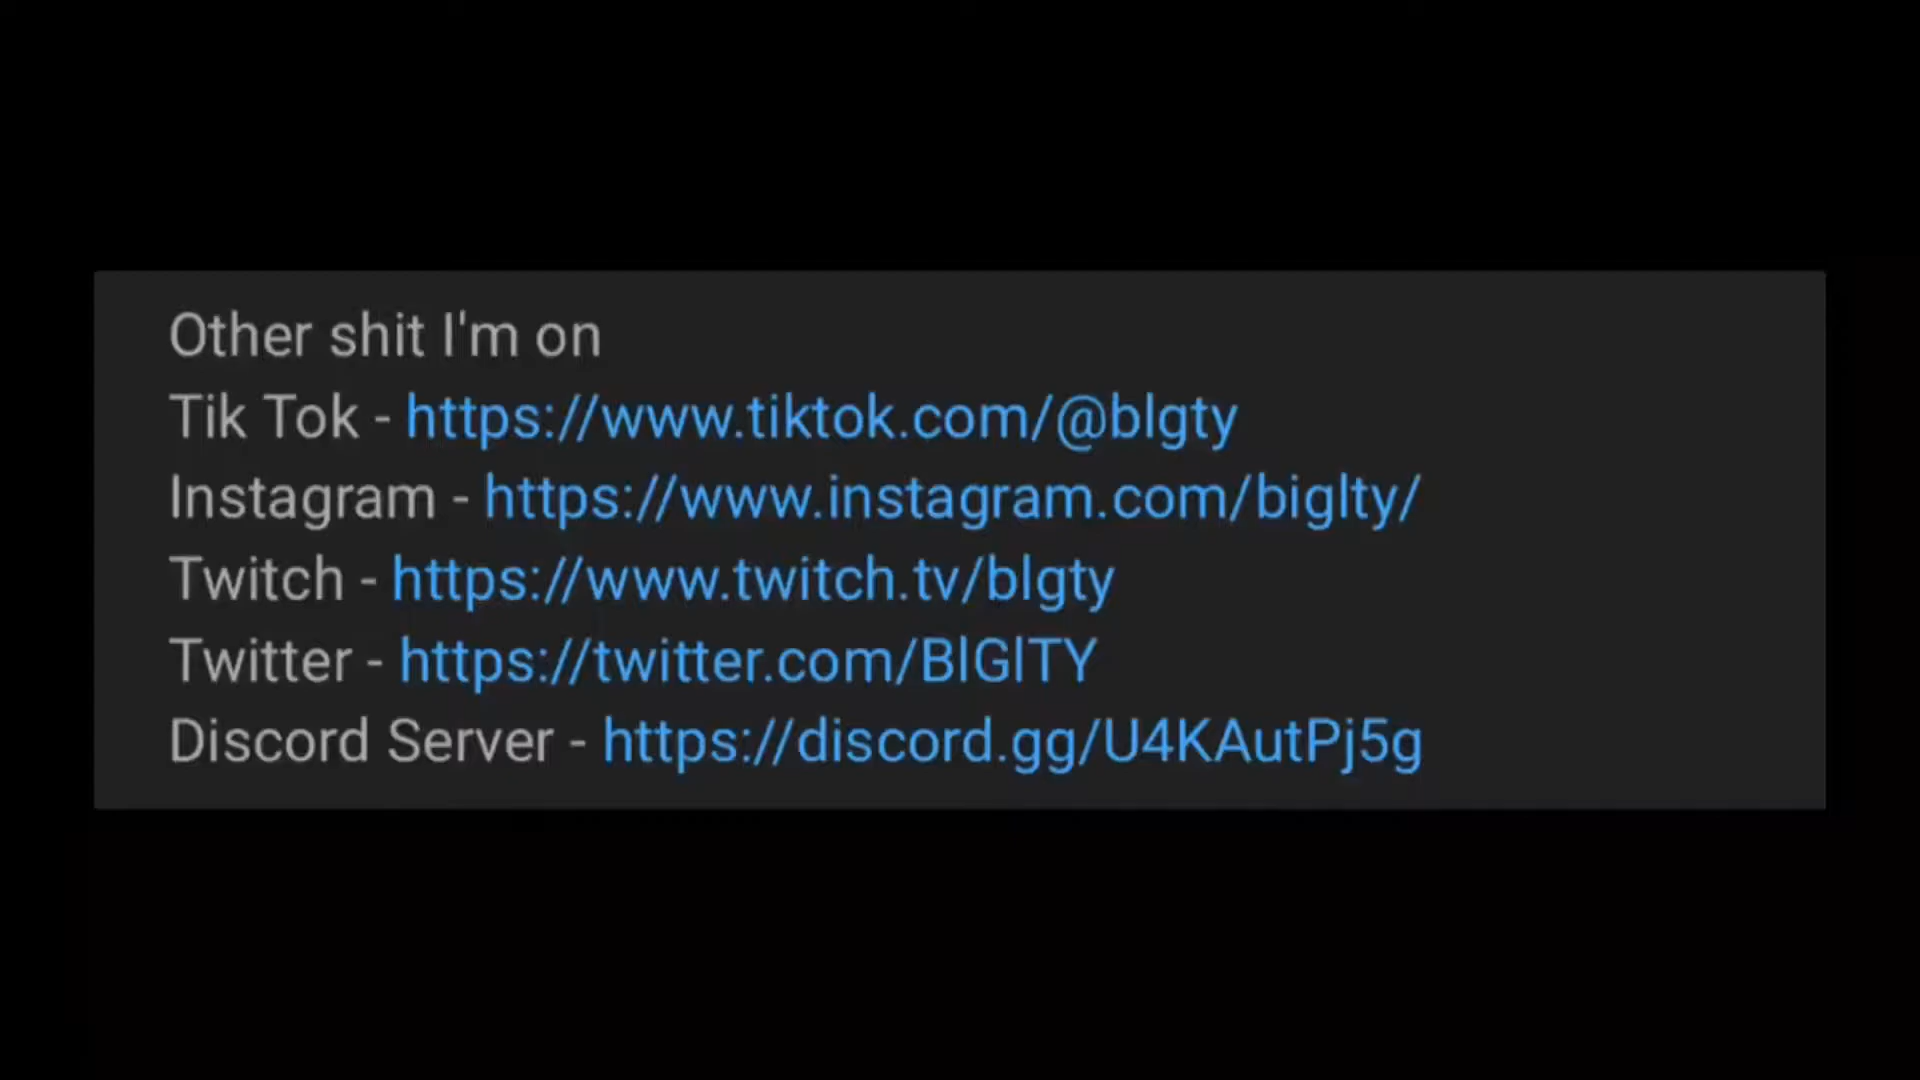 Other shit I'm on
Tik Tok - https://www.tiktok.com/@blgty
Instagram - https://www.instagram.com/biglty/
Twitch - https://www.twitch.tv/blgty
Twitter - https://twitter.com/BlGlTY
Discord Server - https://discord.gg/U4KAutPj5g